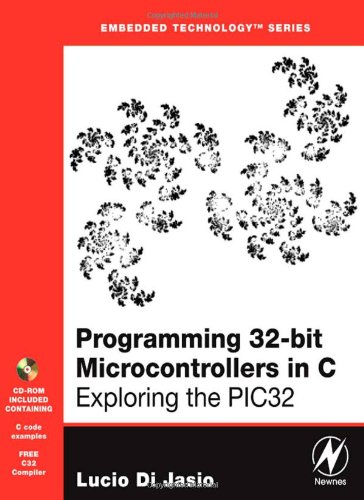 EMBEDDED TECHNOLOGY™ SERIES
Programming 32-bit
Microcontrollers in C
Exploring the PIC32
CD-ROM
INCLUDED
CONTAINING
C code
examples
FREE
C32
Compiler
Lucio Di Jasio
Newnes